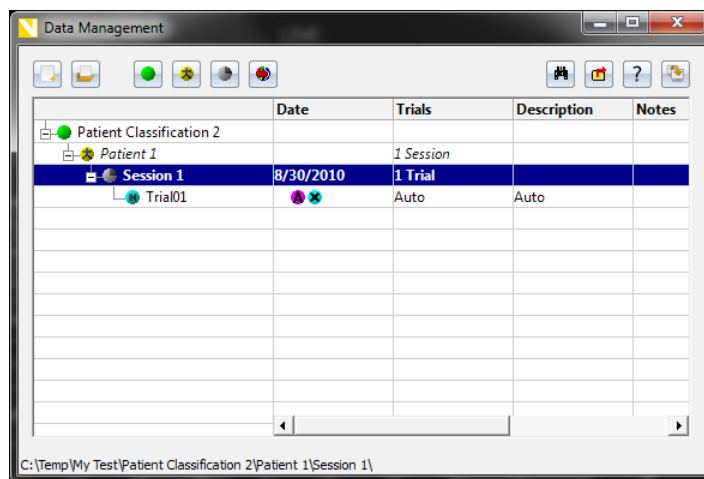 Data Management
Date Trials Description Notes
Patient Classification 2
Patient 1 1 Session
Session 1 8/30/2010 1 Trial
Trial01 Auto Auto
C:\Temp\My Test\Patient Classification 2\Patient 1\Session 1\